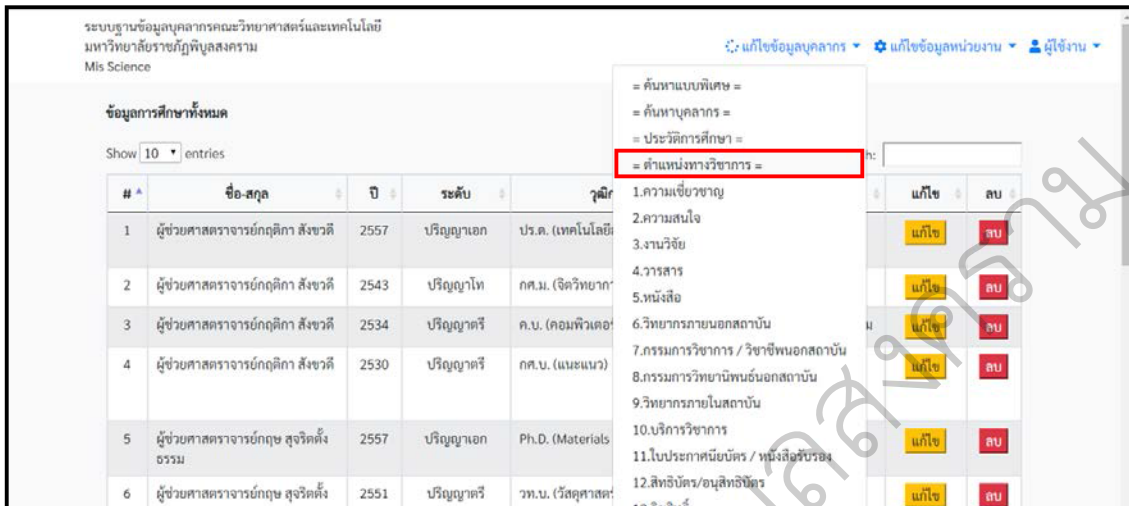 ระบบฐานข้อมูลบุคลากรคณะวิทยาศาสตร์และเทคโนโลยี
มหาวิทยาลัยราชภัฏพิบูลสงคราม
Mis Science
แก้ไขข้อมูลบุคลากร แก้ไขข้อมูลหน่วยงาน ผู้ใช้งาน
= ค้นหาแบบพิเศษ =
= ค้นหาบุคลากร =
= ประวัติการศึกษา =
= ตำแหน่งทางวิชาการ =
1.ความเชี่ยวชาญ
2.ความสนใจ
3.งานวิจัย
4.วารสาร
5.หนังสือ
6.วิทยากรภายนอกสถาบัน
7.กรรมการวิชาการ / วิชาชีพนอกสถาบัน
8.กรรมการวิทยานิพนธ์นอกสถาบัน
9.วิทยากรภายในสถาบัน
10.บริการวิชาการ
11.ใบประกาศนียบัตร / หนังสือรับรอง
12.สิทธิบัตร/อนุสิทธิบัตร
ข้อมูลการศึกษาทั้งหมด
Show 10 entries
# ชื่อ-สกุล ปี ระดับ แก้ไข ลบ
1 ผู้ช่วยศาสตราจารย์กฤติกา สังขวดี 2557 ปริญญาเอก ปร.ด. แก้ไข ลบ
2 ผู้ช่วยศาสตราจารย์กฤติกา สังขวดี 2543 ปริญญาโท กศ.ม. แก้ไข ลบ
3 ผู้ช่วยศาสตราจารย์กฤติกา สังขวดี 2534 ปริญญาตรี ค.บ. แก้ไข ลบ
4 ผู้ช่วยศาสตราจารย์กฤติกา สังขวดี 2530 ปริญญาตรี กศ.บ. (แนะแนว) แก้ไข ลบ
5 ผู้ช่วยศาสตราจารย์กฤษ สุจริตตั้ง 2557 ปริญญาเอก Ph.D. (Materials แก้ไข ลบ
ธรรม
6 ผู้ช่วยศาสตราจารย์กฤษ สุจริตตั้ง 2551 ปริญญาตรี วท.บ. แก้ไข ลบ